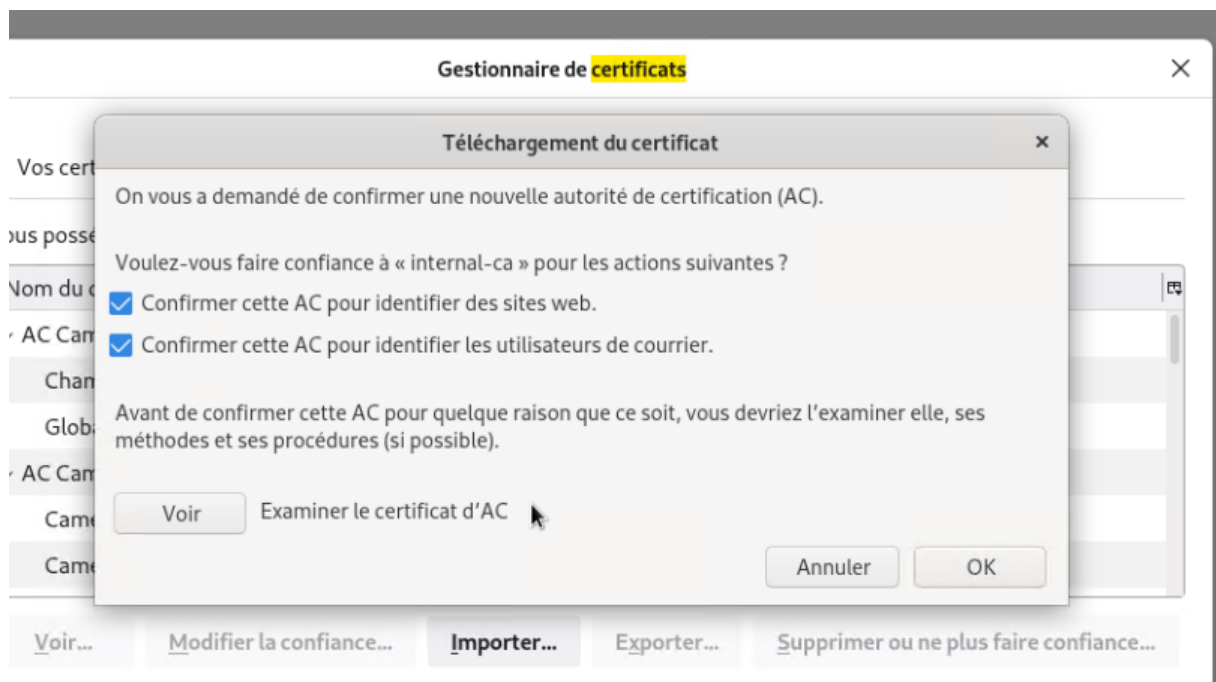 Gestionnaire de certificats
Téléchargement du certificat
Vos cert
On vous a demandé de confirmer une nouvelle autorité de certification (AC).
ous possé
Voulez-vous faire confiance à « internal-ca » pour les actions suivantes ?
Nom du c
Confirmer cette AC pour identifier des sites web.
AC Cam
Confirmer cette AC pour identifier les utilisateurs de courrier.
Cham
Avant de confirmer cette AC pour quelque raison que ce soit, vous devriez l'examiner elle, ses
Globa
méthodes et ses procédures (si possible).
AC Cam
Voir Examiner le certificat d'AC
Came
Came
Annuler OK
Voir... Modifier la confiance... Importer... Exporter... Supprimer ou ne plus faire confiance...